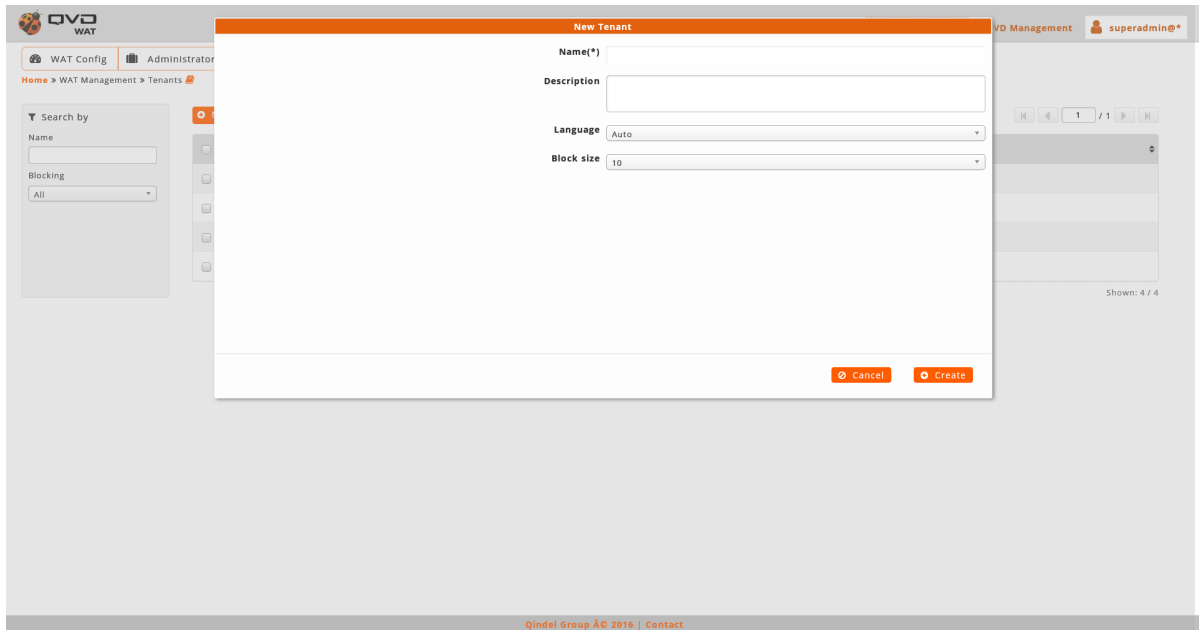 QVD
WAT
New Tenant
VD Management
superadmin@*
WAT Config
Administrator
Home » WAT Management » Tenants
Name(*)
Description
Language
Auto
Block size
10
Search by
Name
Blocking
All
1 / 1
Shown: 4 / 4
Cancel
Create
Qindel Group Â© 2016 | Contact